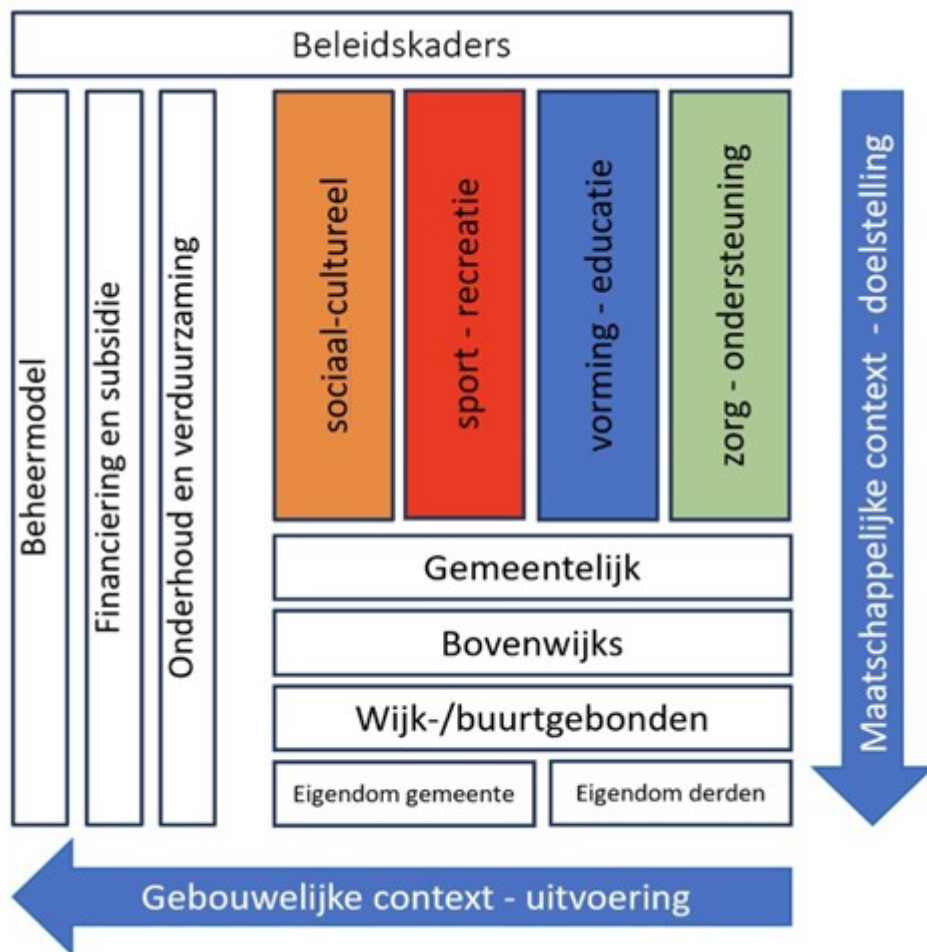 Beleidskaders
Beheermodel
Financiering en subsidie
Onderhoud en verduurzaming
sociaal-cultureel
sport - recreatie
vorming - educatie
zorg - ondersteuning
Maatschappelijke context - doelstelling
Gemeentelijk
Bovenwijks
Wijk-/buurtgebonden
Eigendom gemeente
Eigendom derden
Gebouwelijke context - uitvoering